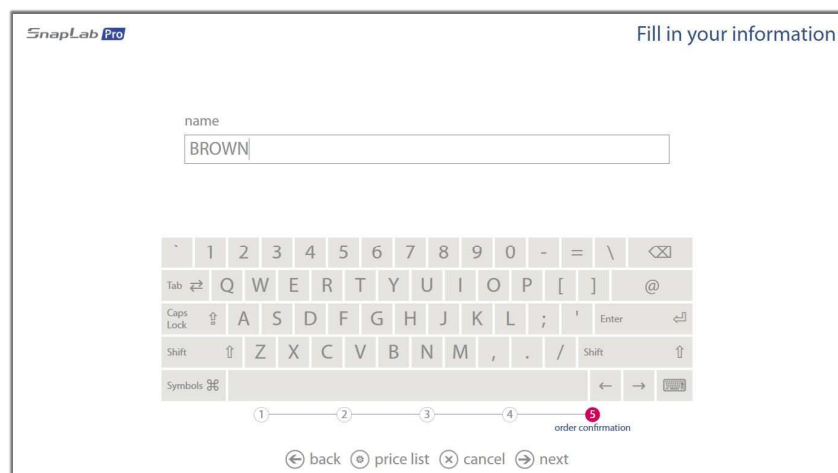 SnapLab Pro
Fill in your information
name
BROWN
` 1 2 3 4 5 6 7 8 9 0 - = \
Tab Q W E R T Y U I O P [ ] @
Caps Lock A S D F G H J K L ; ' Enter
Shift Z X C V B N M , . / Shift
Symbols ⌘ ← →
1 2 3 4 5
order confirmation
back price list cancel next